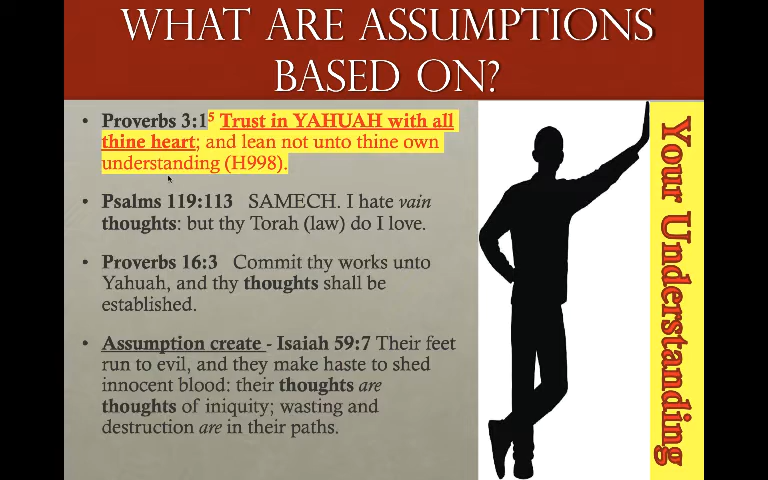 WHAT ARE ASSUMPTIONS
BASED ON?
• Proverbs 3:1⁵ Trust in YAHUAH with all
thine heart; and lean not unto thine own
understanding (H998).
• Psalms 119:113 SAMECH. I hate vain
thoughts: but thy Torah (law) do I love.
• Proverbs 16:3 Commit thy works unto
Yahuah, and thy thoughts shall be
established.
• Assumption create - Isaiah 59:7 Their feet
run to evil, and they make haste to shed
innocent blood: their thoughts are
thoughts of iniquity; wasting and
destruction are in their paths.
Your Understanding